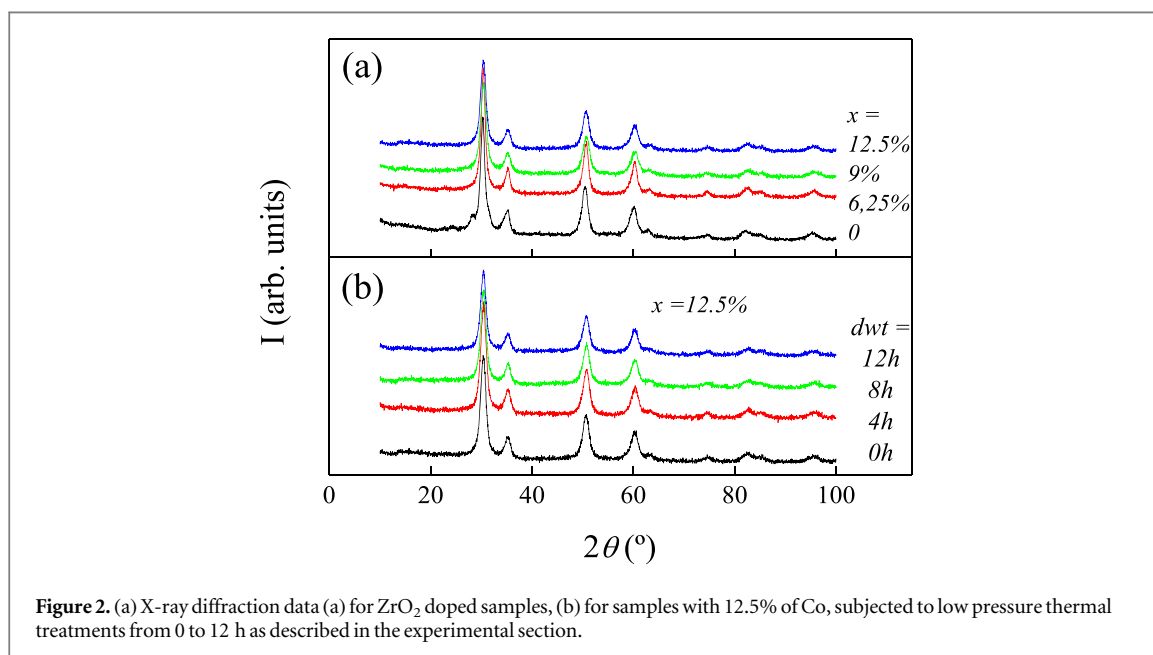 (a)
x =
12.5%
9%
6,25%
0
I (arb. units)
(b)
x =12.5%
dwt =
12h
8h
4h
0h
0 20 40 60 80 100
2θ (º)
Figure 2. (a) X-ray diffraction data (a) for ZrO2 doped samples, (b) for samples with 12.5% of Co, subjected to low pressure thermal
treatments from 0 to 12 h as described in the experimental section.